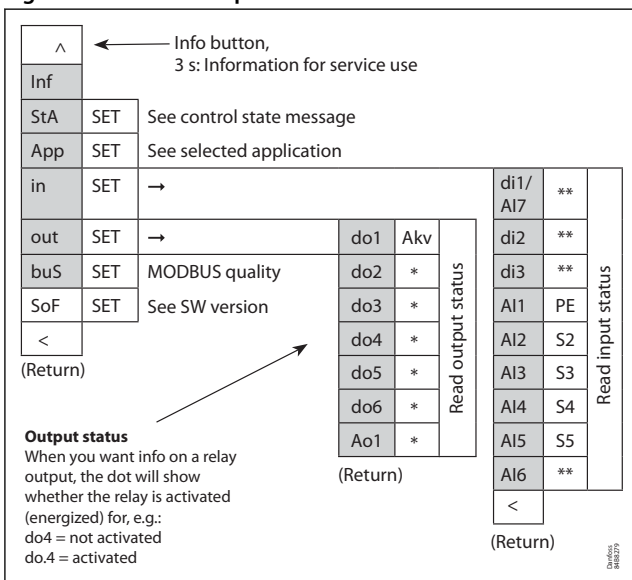 ^
Info button,
3 s: Information for service use
Inf
StA SET See control state message
App SET See selected application
in SET →
out SET →
buS SET MODBUS quality
SoF SET See SW version
<
(Return)
do1 Akv
do2 *
do3 *
do4 *
do5 *
do6 *
Ao1 *
Read output status
(Return)
di1/
AI7 **
di2 **
di3 **
AI1 PE
AI2 S2
AI3 S3
AI4 S4
AI5 S5
AI6 **
<
Read input status
(Return)
Output status
When you want info on a relay
output, the dot will show
whether the relay is activated
(energized) for, e.g.:
do4 = not activated
do.4 = activated
Danfoss
84B8279